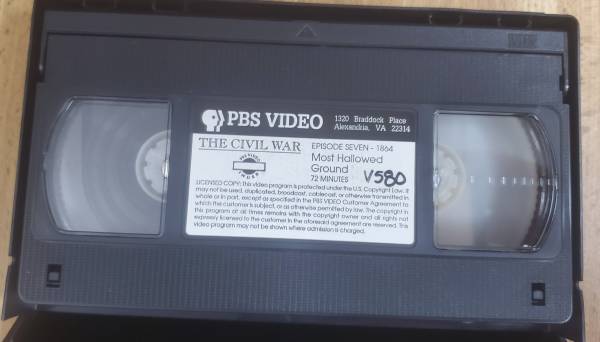 VHS
PBS VIDEO
1320 Braddock Place
Alexandria, VA 22314
THE CIVIL WAR
EPISODE SEVEN - 1864
Most Hallowed
Ground
72 MINUTES
V580
PBS VIDEO
LICENSED COPY: This video program is protected under the U.S. Copyright Law. It
may not be used, duplicated, broadcast, cablecast, or otherwise transmitted in
whole or in part, except as specified in the PBS VIDEO Customer Agreement to
which the customer is subject, or as otherwise permitted by law. The copyright in
this program at all times remains with the copyright owner and all rights not
expressly licensed to the customer in the aforesaid agreement are reserved. This
video program may not be shown where admission is charged.